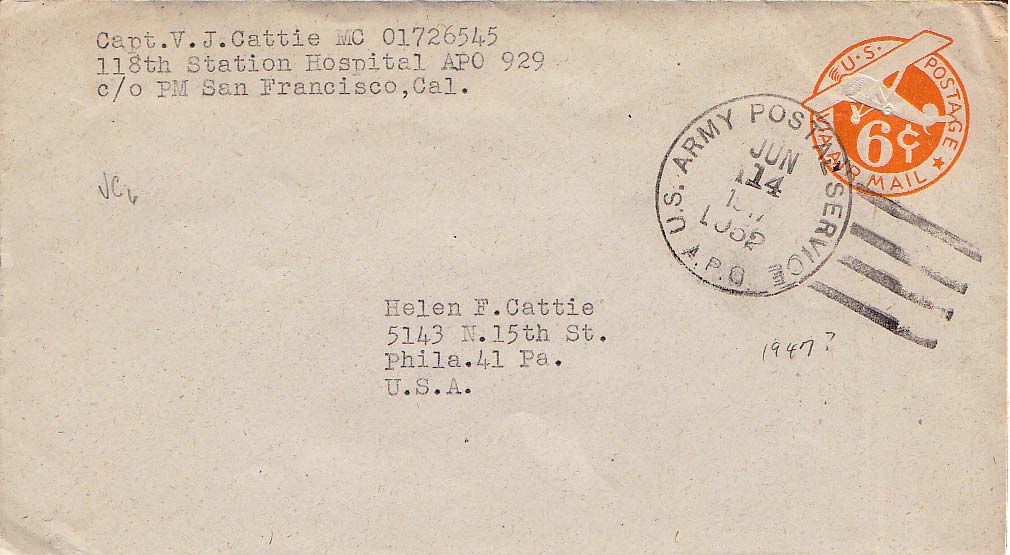 Capt.V.J.Cattie MC 01726545
118th Station Hospital APO 929
c/o PM San Francisco,Cal.
U.S. POSTAGE
VIA AIR MAIL
6¢
U.S. ARMY POSTAL SERVICE
A.P.O.
JUN
14
Helen F.Cattie
5143 N.15th St.
Phila.41 Pa.
U.S.A.
1947?